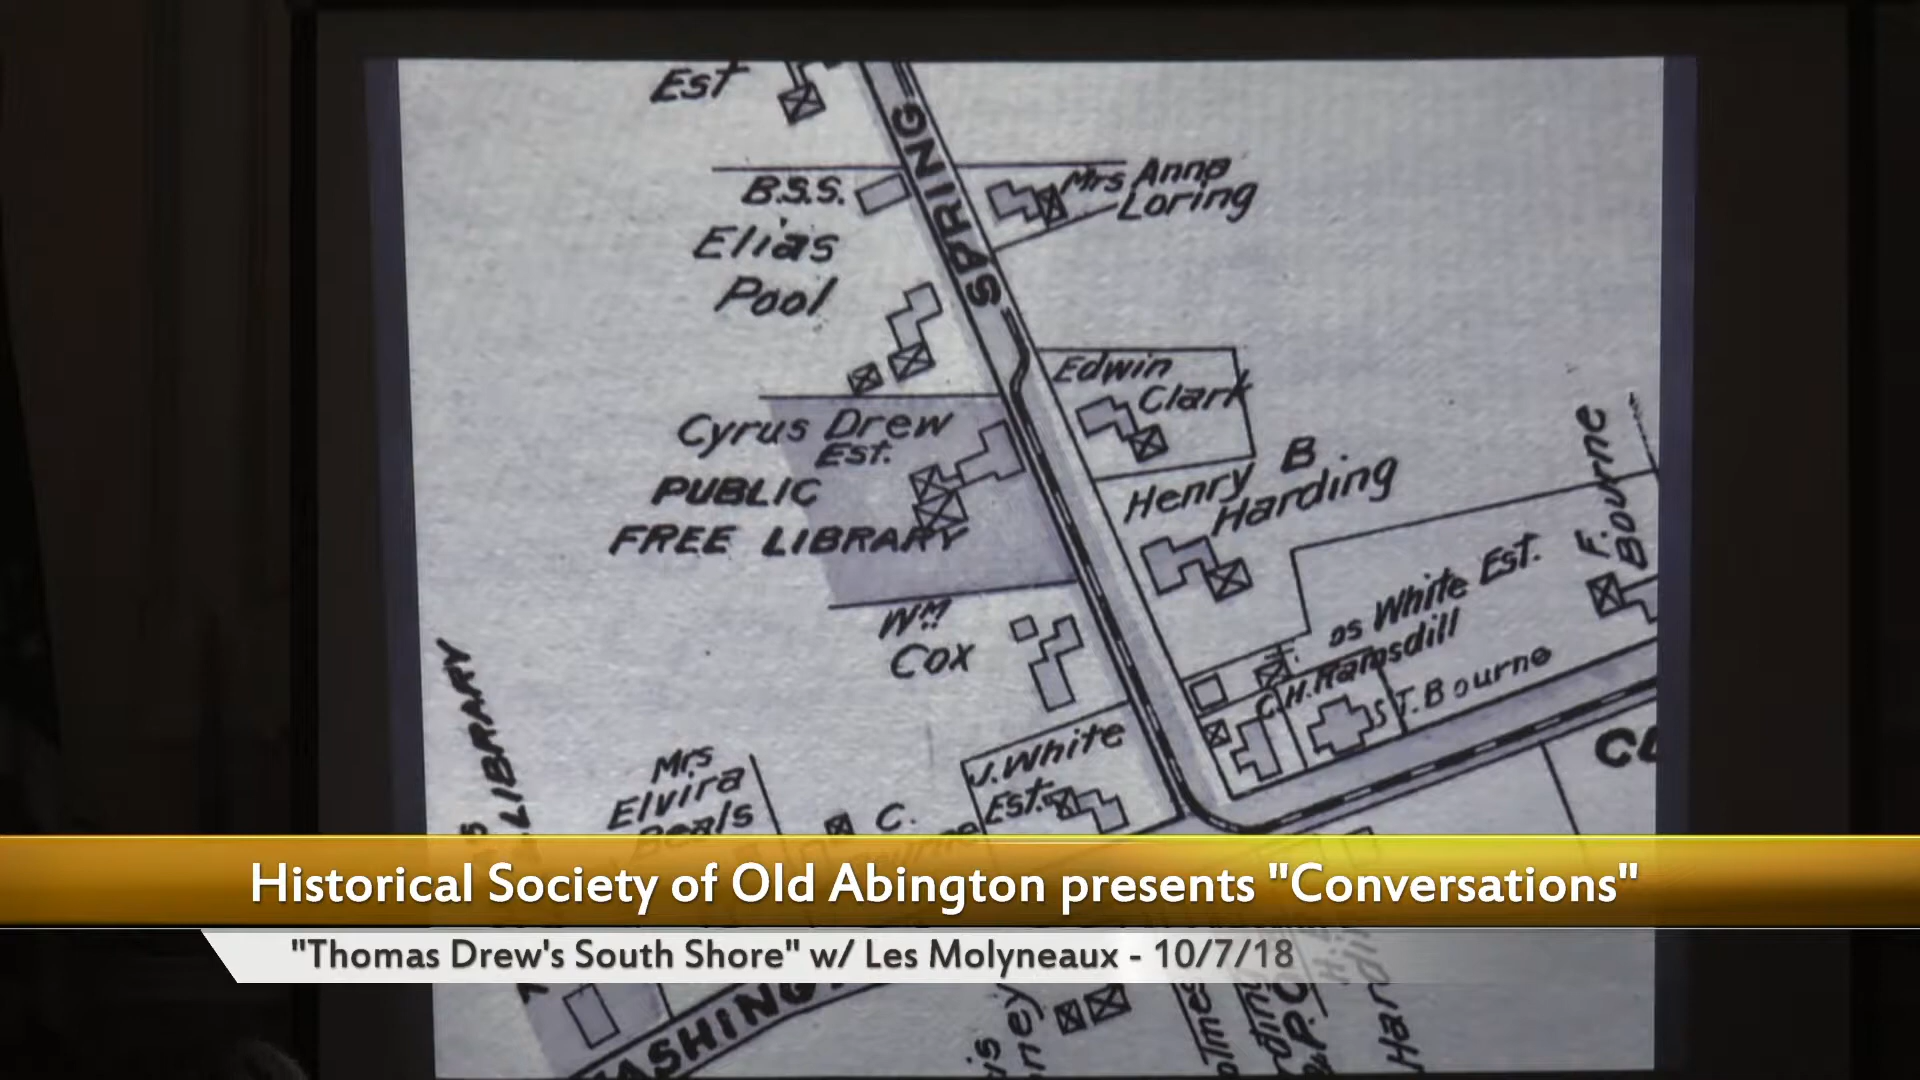 Est
SPRING
B.S.S.
Elias
Pool
Mrs Anna
Loring
Edwin
Clark
Cyrus Drew
Est.
PUBLIC
FREE LIBRARY
Henry B.
Harding
F.
Bourne
White Est.
C.H. Ramsdill
S.T. Bourne
Wm
Cox
J. White
Est.
LIBRARY
LIBRARY
Mrs
Elvira
Beals
C.
Historical Society of Old Abington presents "Conversations"
"Thomas Drew's South Shore" w/ Les Molyneaux - 10/7/18